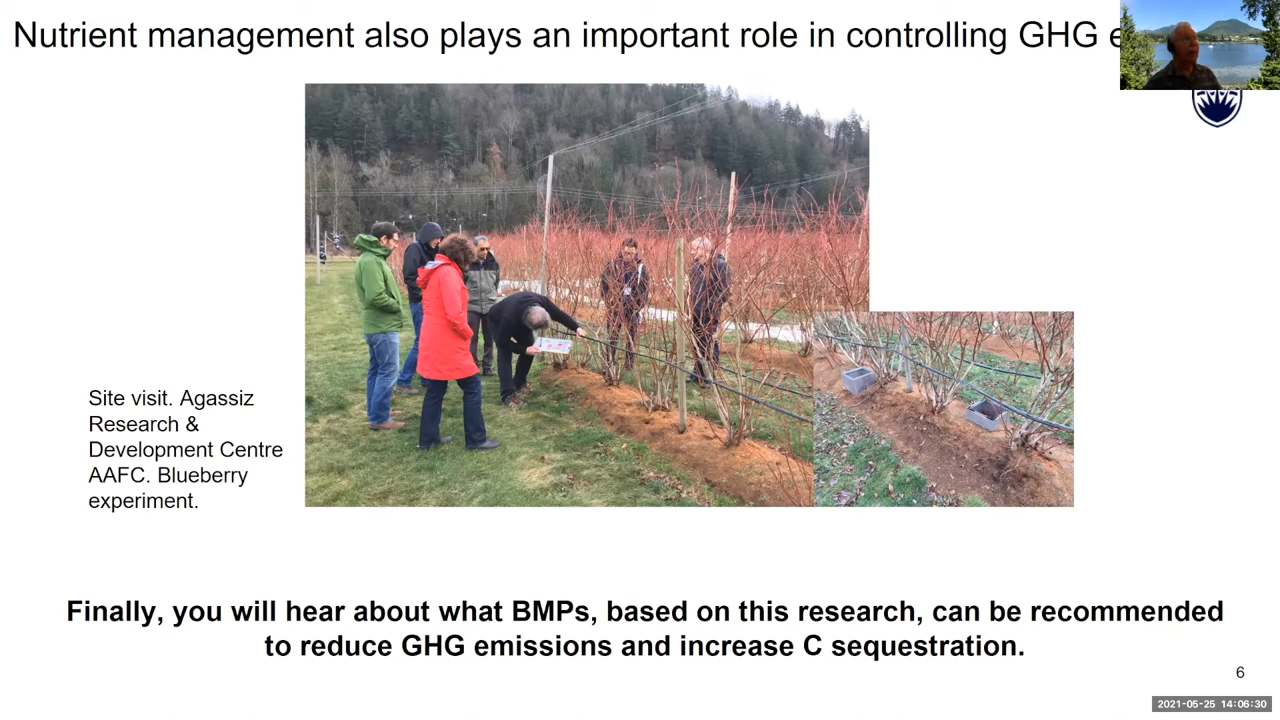 Nutrient management also plays an important role in controlling GHG
Site visit. Agassiz
Research &
Development Centre
AAFC. Blueberry
experiment.
Finally, you will hear about what BMPs, based on this research, can be recommended
to reduce GHG emissions and increase C sequestration.
6
2021-05-25 14:06:30